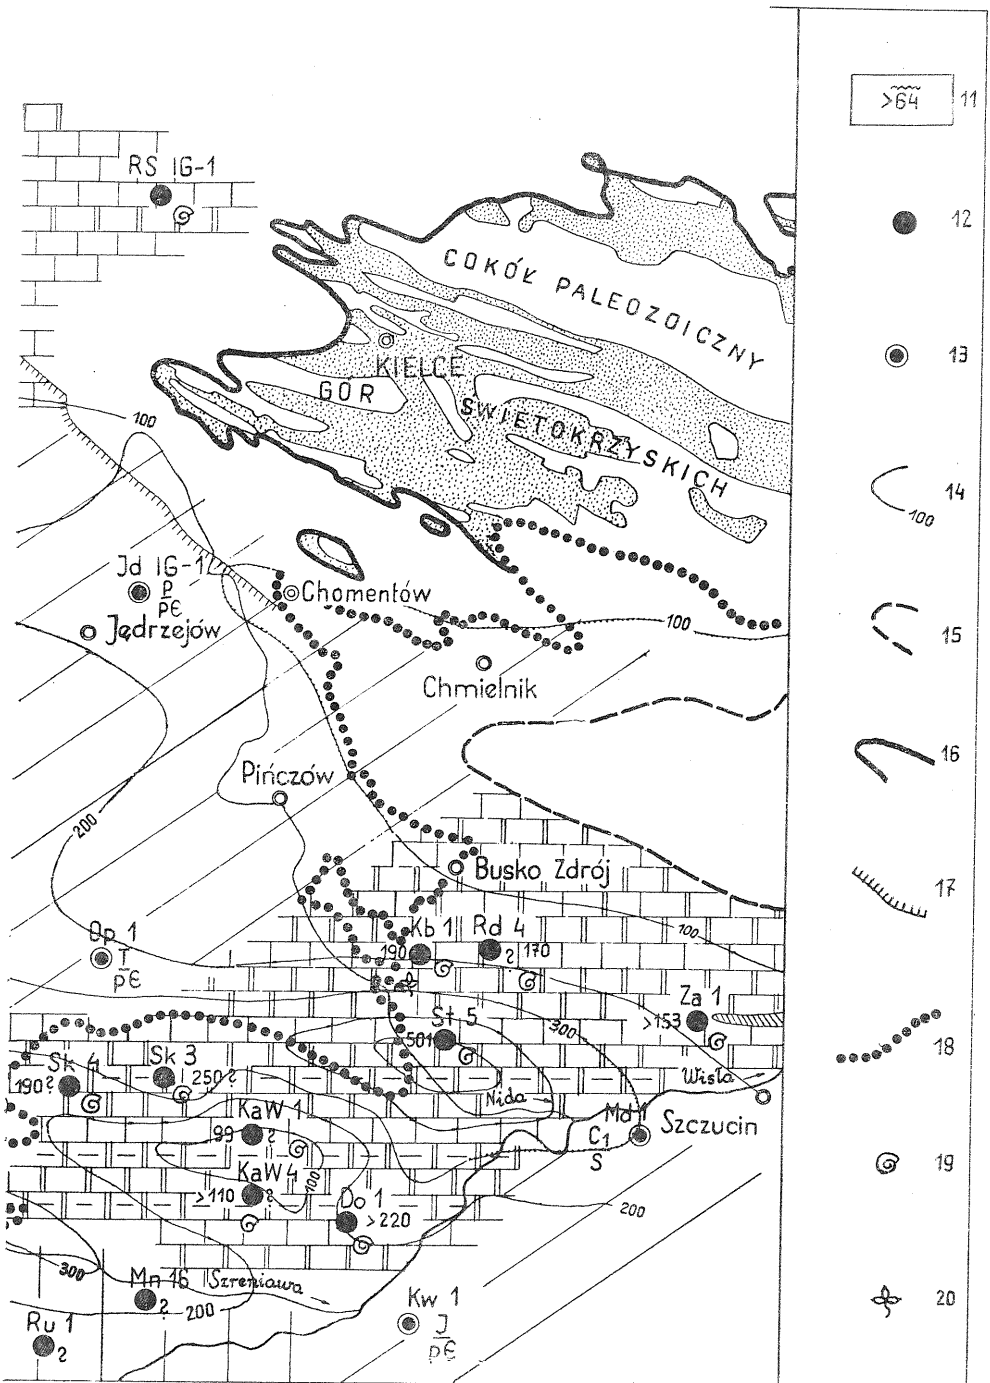 >64 11
RS IG-1
12
COKÓŁ PALEOZOICZNY
13
KIELCE
GÓR
ŚWIĘTOKRZYSKICH
100
14
100
Jd IG-1
P
pЄ
Chomentów
Jędrzejów
100
15
Chmielnik
16
Pińczów
200
Busko Zdrój
17
Op 1
T
pЄ
Kb 1
190
Rd 4
? 170
100
Za 1
>153
St 5
501
300
18
Sk 4
190?
Sk 3
250?
Wisła
Nida
KaW 1
99 ?
Md 1
C1
S
Szczucin
19
KaW 4
>110 ?
100
Do 1
>220
200
300
Mn 16
?
Szreniawa
200
20
Ru 1
?
Kw 1
J
pЄ